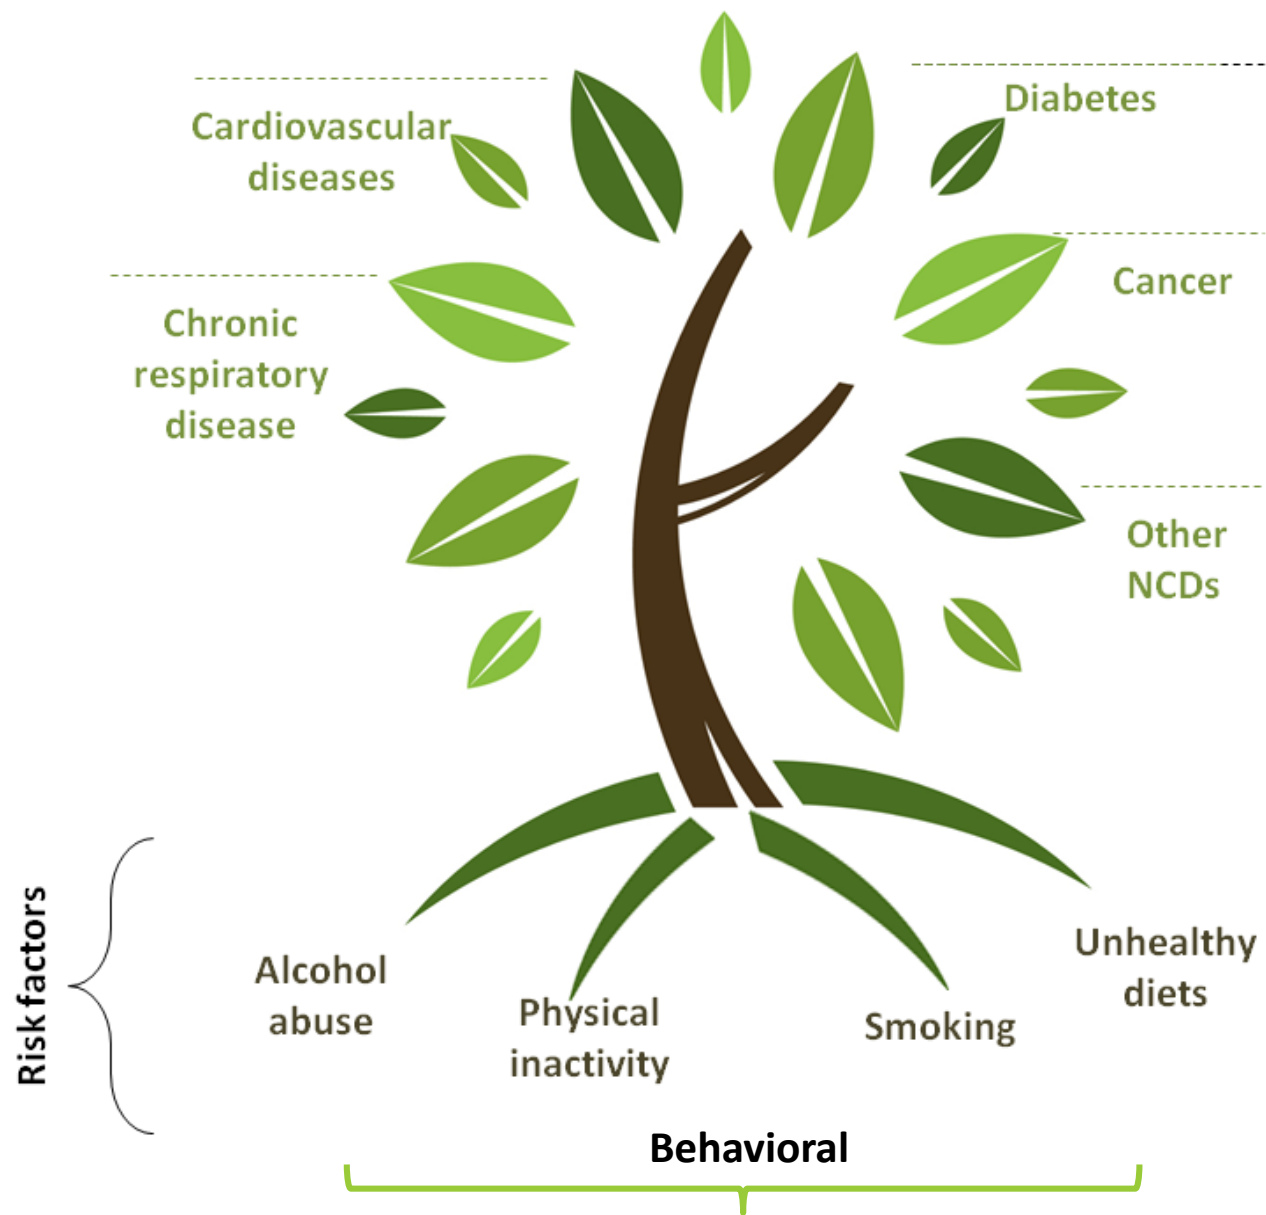 Cardiovascular
diseases
Diabetes
Cancer
Chronic
respiratory
disease
Other
NCDs
Risk factors
Alcohol
abuse
Physical
inactivity
Smoking
Unhealthy
diets
Behavioral